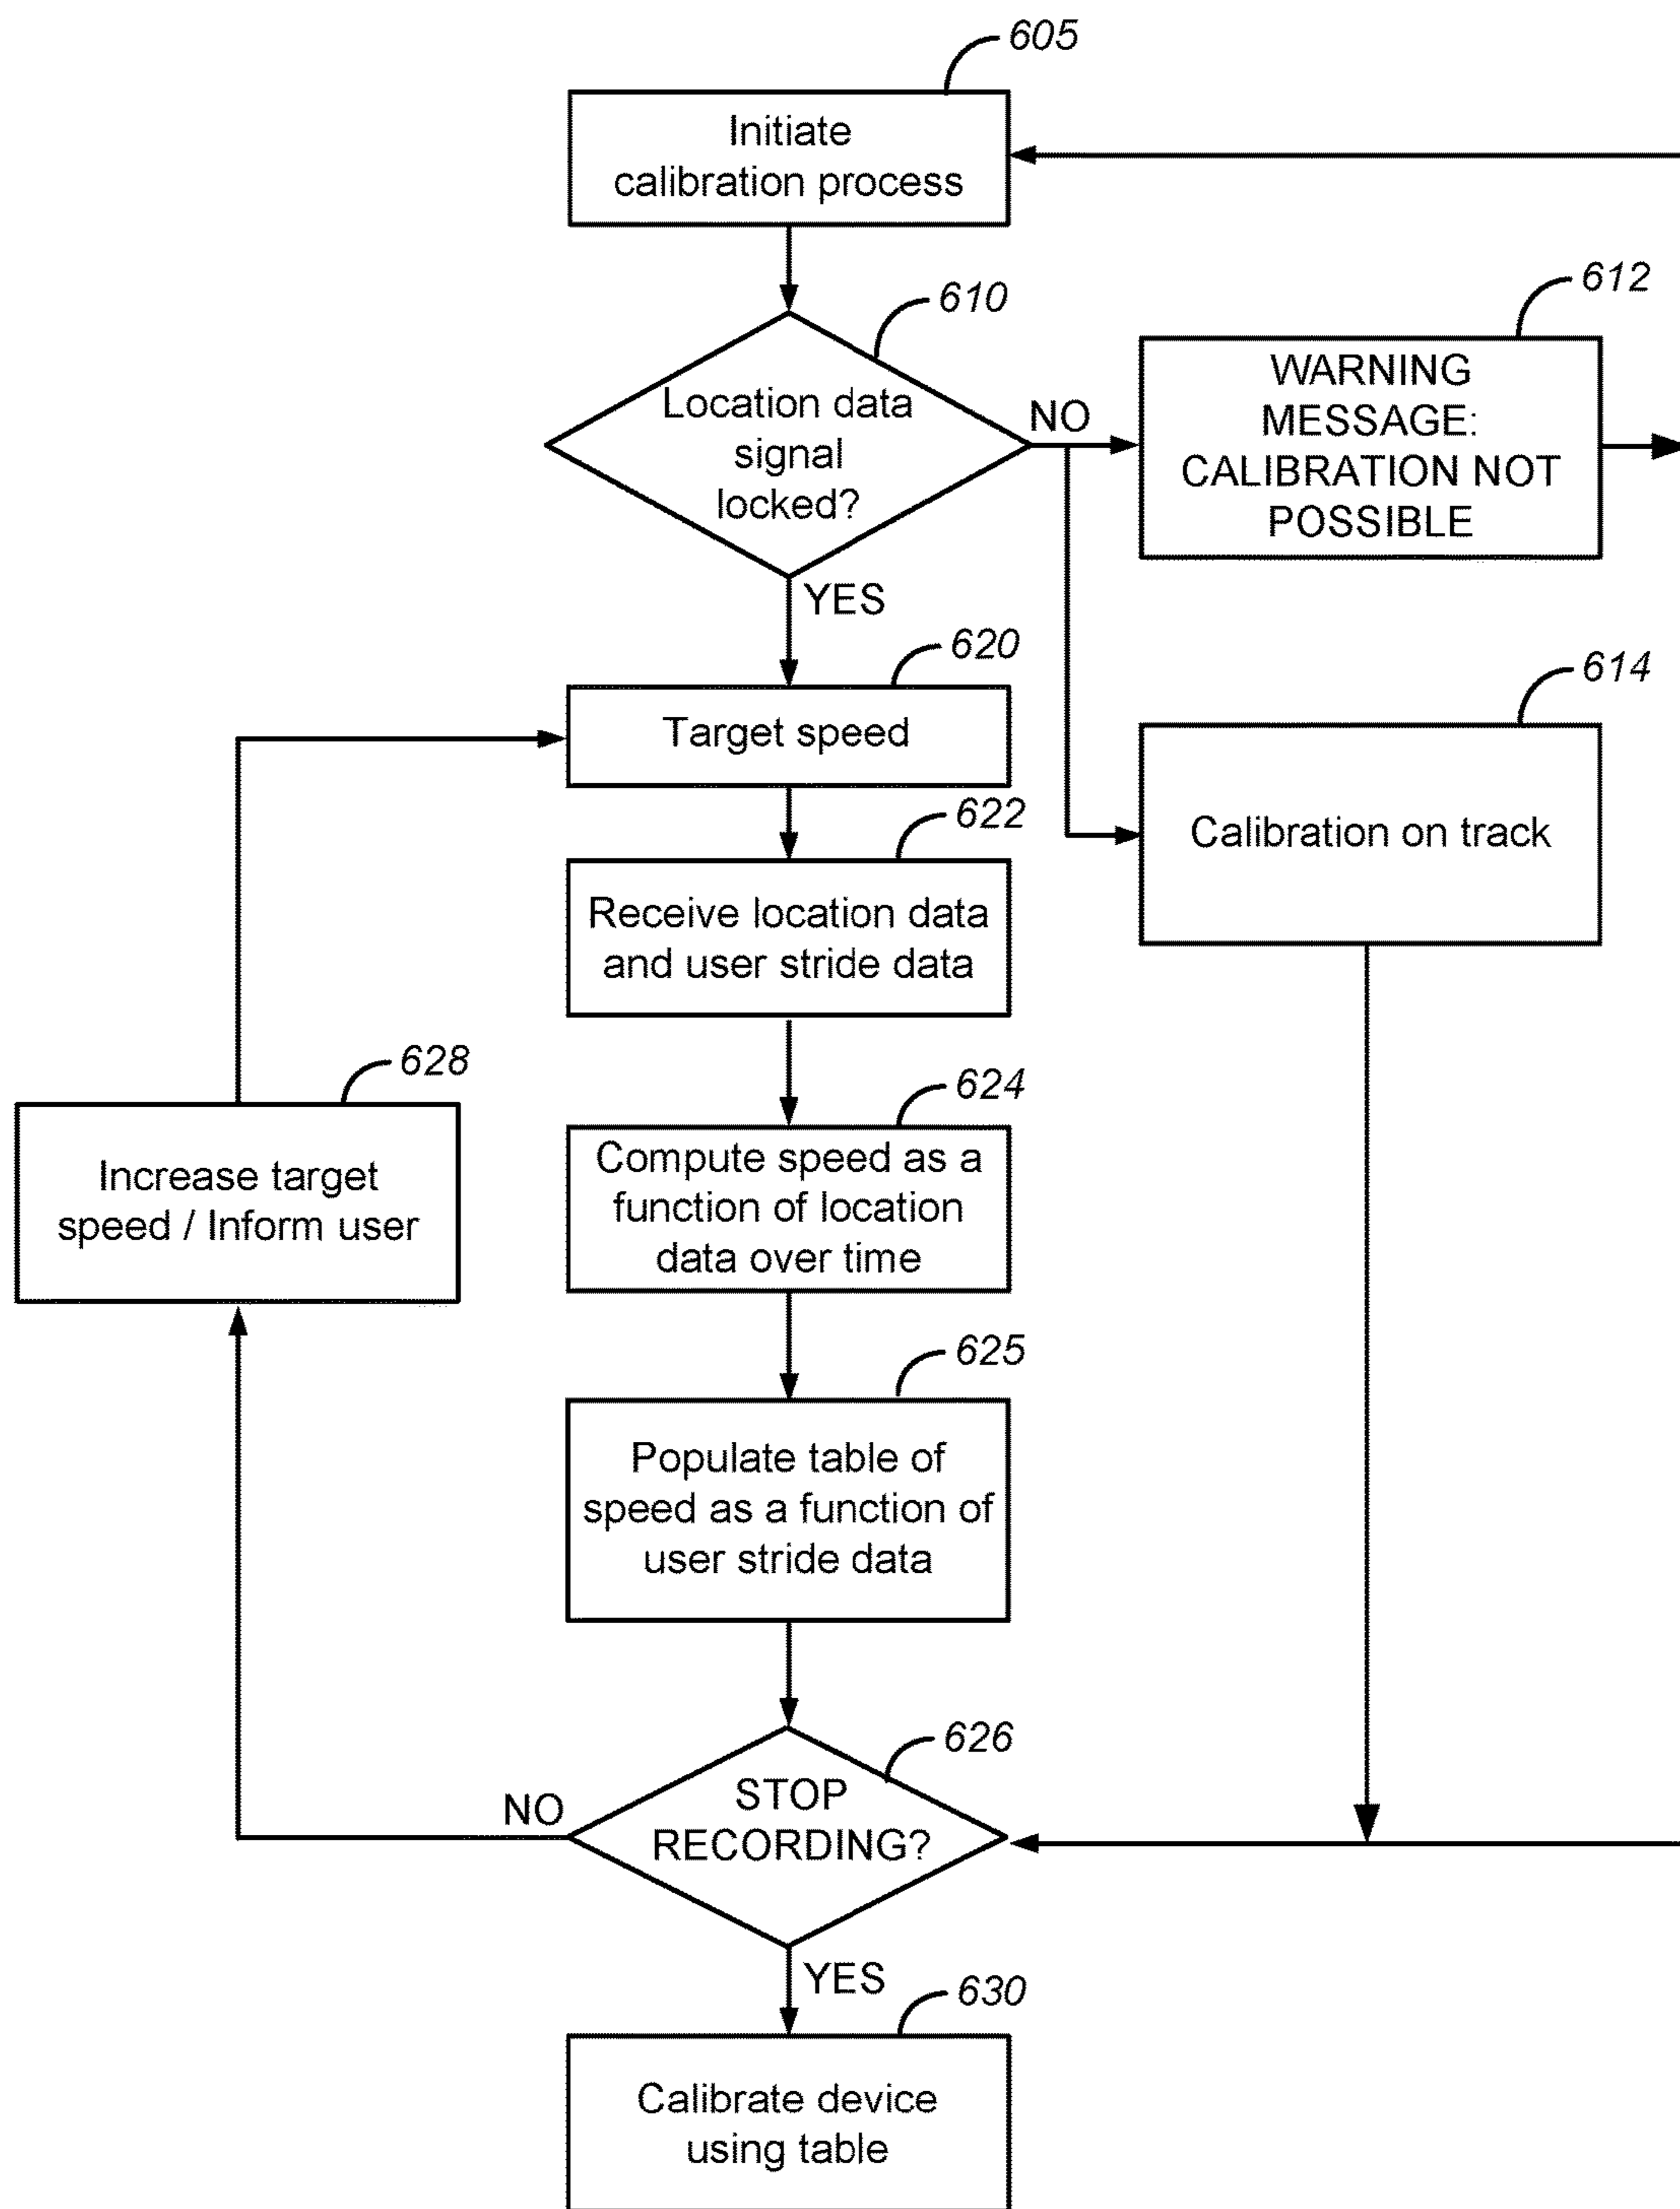 605
Initiate
calibration process
610
Location data
signal
locked?
NO
612
WARNING
MESSAGE:
CALIBRATION NOT
POSSIBLE
YES
614
Calibration on track
620
Target speed
622
Receive location data
and user stride data
624
Compute speed as a
function of location
data over time
628
Increase target
speed / Inform user
625
Populate table of
speed as a function of
user stride data
626
STOP
RECORDING?
NO
YES
630
Calibrate device
using table